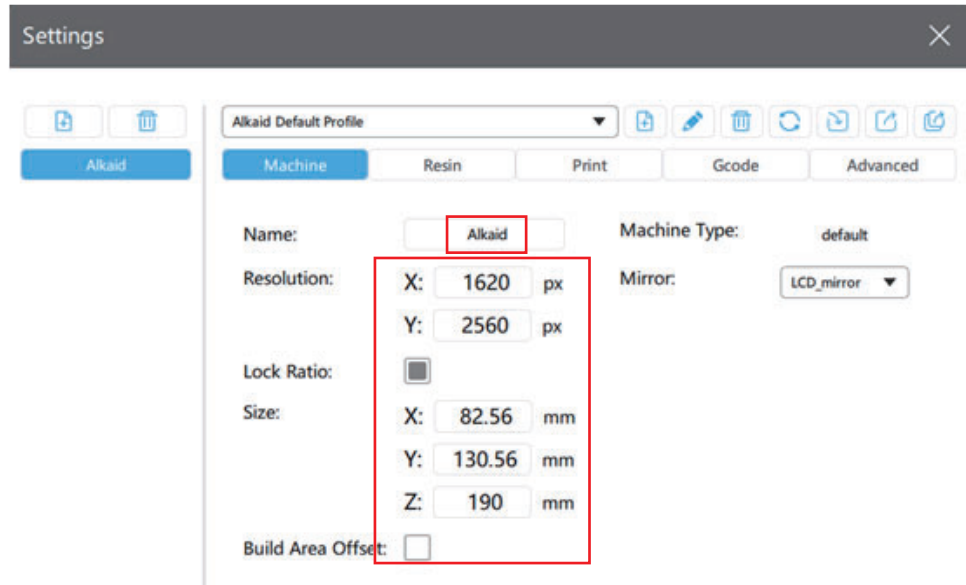 Settings
Alkaid Default Profile
Alkaid
Machine Resin Print Gcode Advanced
Name: Alkaid Machine Type: default
Resolution: X: 1620 px Mirror: LCD_mirror
Y: 2560 px
Lock Ratio:
Size: X: 82.56 mm
Y: 130.56 mm
Z: 190 mm
Build Area Offset: